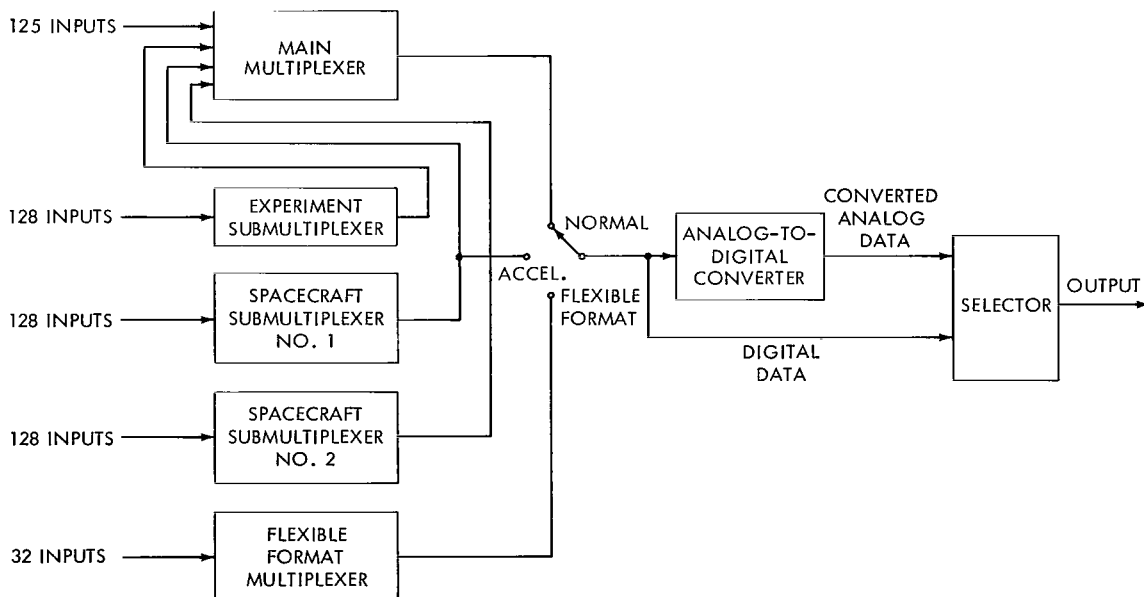 125 INPUTS
MAIN
MULTIPLEXER
128 INPUTS
EXPERIMENT
SUBMULTIPLEXER
128 INPUTS
SPACECRAFT
SUBMULTIPLEXER
NO. 1
128 INPUTS
SPACECRAFT
SUBMULTIPLEXER
NO. 2
32 INPUTS
FLEXIBLE
FORMAT
MULTIPLEXER
NORMAL
ACCEL.
FLEXIBLE
FORMAT
ANALOG-TO-
DIGITAL
CONVERTER
CONVERTED
ANALOG
DATA
DIGITAL
DATA
SELECTOR
OUTPUT